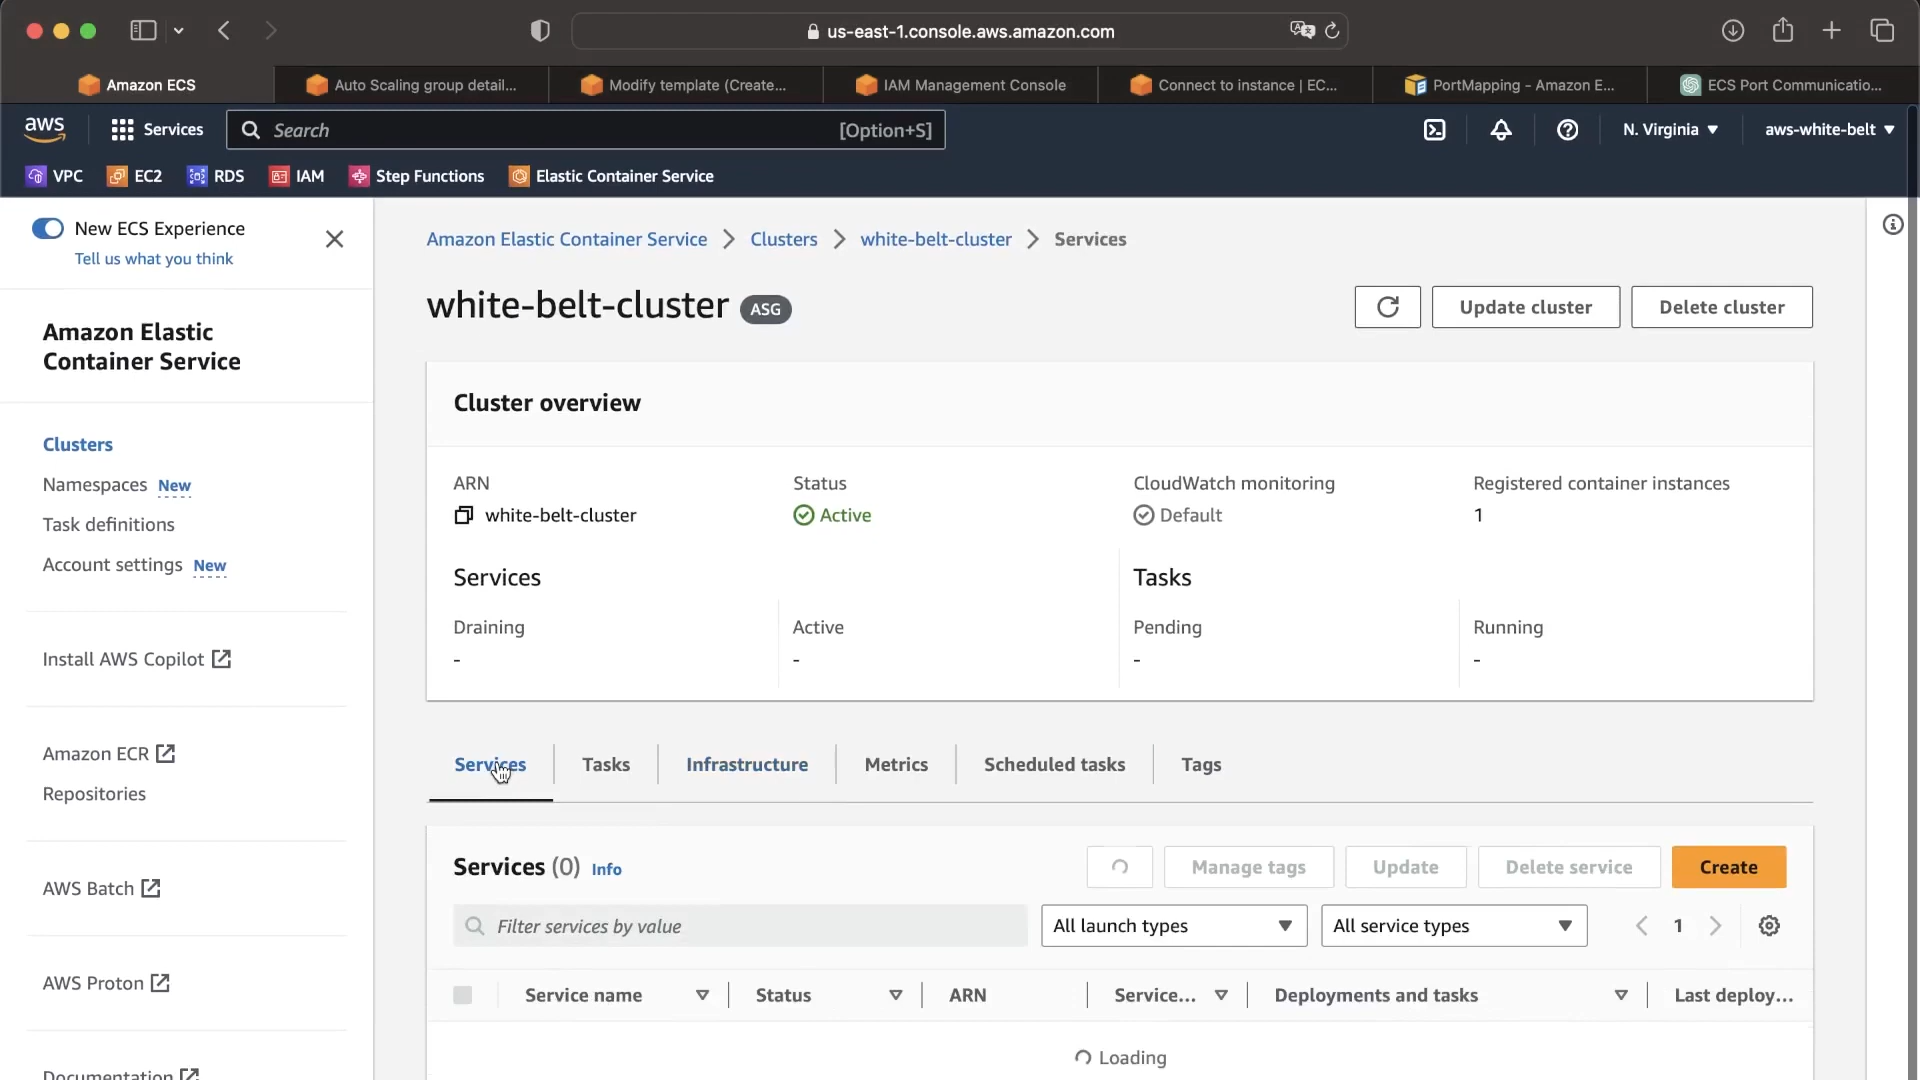 us-east-1.console.aws.amazon.com
Amazon ECS
Auto Scaling group detail...
Modify template (Create...
IAM Management Console
Connect to instance | EC...
PortMapping - Amazon E...
ECS Port Communicatio...
aws
Services
Search
[Option+S]
N. Virginia
aws-white-belt
VPC
EC2
RDS
IAM
Step Functions
Elastic Container Service
New ECS Experience
Tell us what you think
Amazon Elastic
Container Service
Clusters
Namespaces New
Task definitions
Account settings New
Install AWS Copilot
Amazon ECR
Repositories
AWS Batch
AWS Proton
Documentation
Amazon Elastic Container Service
Clusters
white-belt-cluster
Services
white-belt-cluster ASG
Update cluster
Delete cluster
Cluster overview
ARN
white-belt-cluster
Status
Active
CloudWatch monitoring
Default
Registered container instances
1
Services
Tasks
Draining
-
Active
-
Pending
-
Running
-
Services
Tasks
Infrastructure
Metrics
Scheduled tasks
Tags
Services (0) Info
Manage tags
Update
Delete service
Create
Filter services by value
All launch types
All service types
1
Service name
Status
ARN
Service...
Deployments and tasks
Last deploy...
Loading